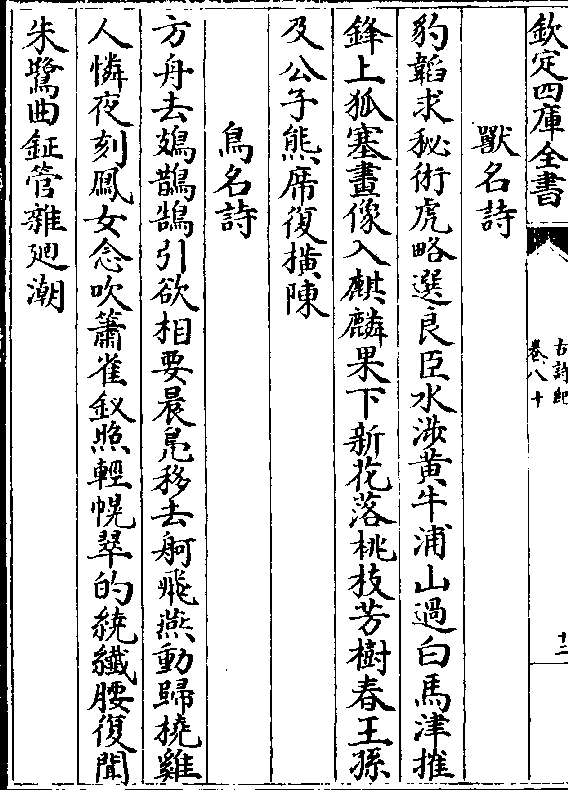 欽定四庫全書
古詩紀
卷八十
十二
獸名詩
豹韜求秘術虎略選良臣水涉黄牛浦山過白馬津推
鋒上狐塞畫像入麒麟果下新花落桃枝芳樹春王孫
及公子熊席復横陳
鳥名詩
方舟去鳷鵲鵠引欲相要晨鳧移去舸飛燕動歸橈雞
人憐夜刻鳳女念吹簫雀釵照輕幌翠的繞纖腰復聞
朱鷺曲鉦管雜廻潮